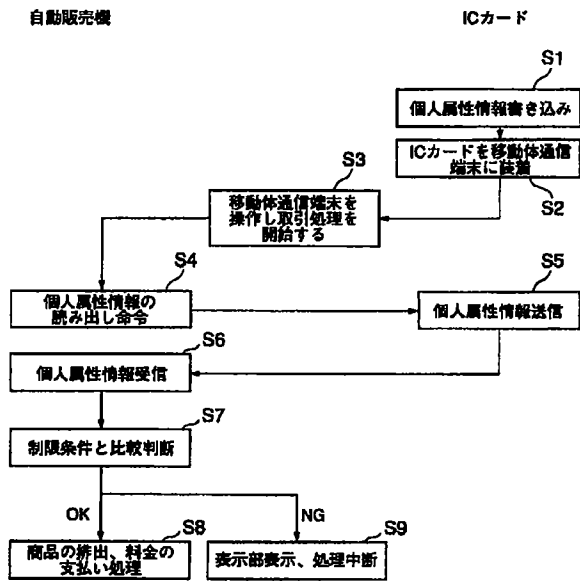 自動販売機
ICカード
S1
個人属性情報書き込み
ICカードを移動体通信
端末に装着
S2
S3
移動体通信端末を
操作し取引処理を
開始する
S4
個人属性情報の
読み出し命令
S5
個人属性情報送信
S6
個人属性情報受信
S7
制限条件と比較判断
OK
NG
S8
商品の排出、料金の
支払い処理
S9
表示部表示、処理中断